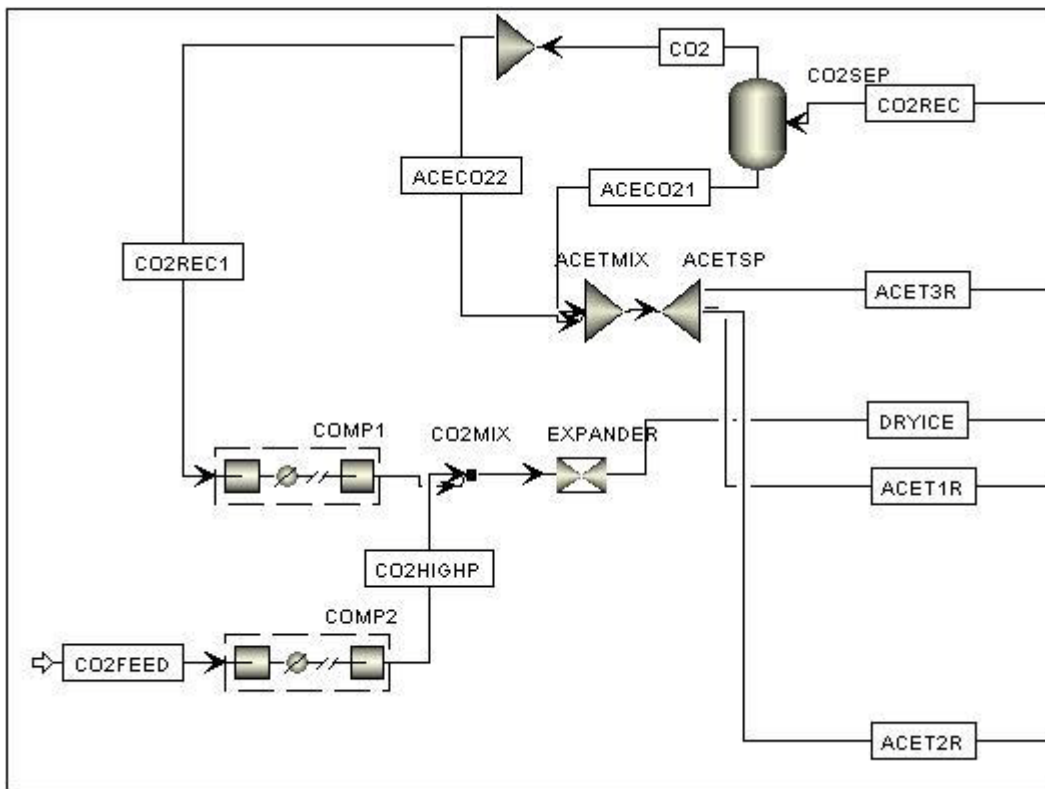 CO2
CO2SEP
CO2REC
ACECO22
ACECO21
CO2REC1
ACETMIX
ACETSP
ACET3R
COMP1
CO2MIX
EXPANDER
DRYICE
ACET1R
CO2HIGHP
COMP2
CO2FEED
ACET2R